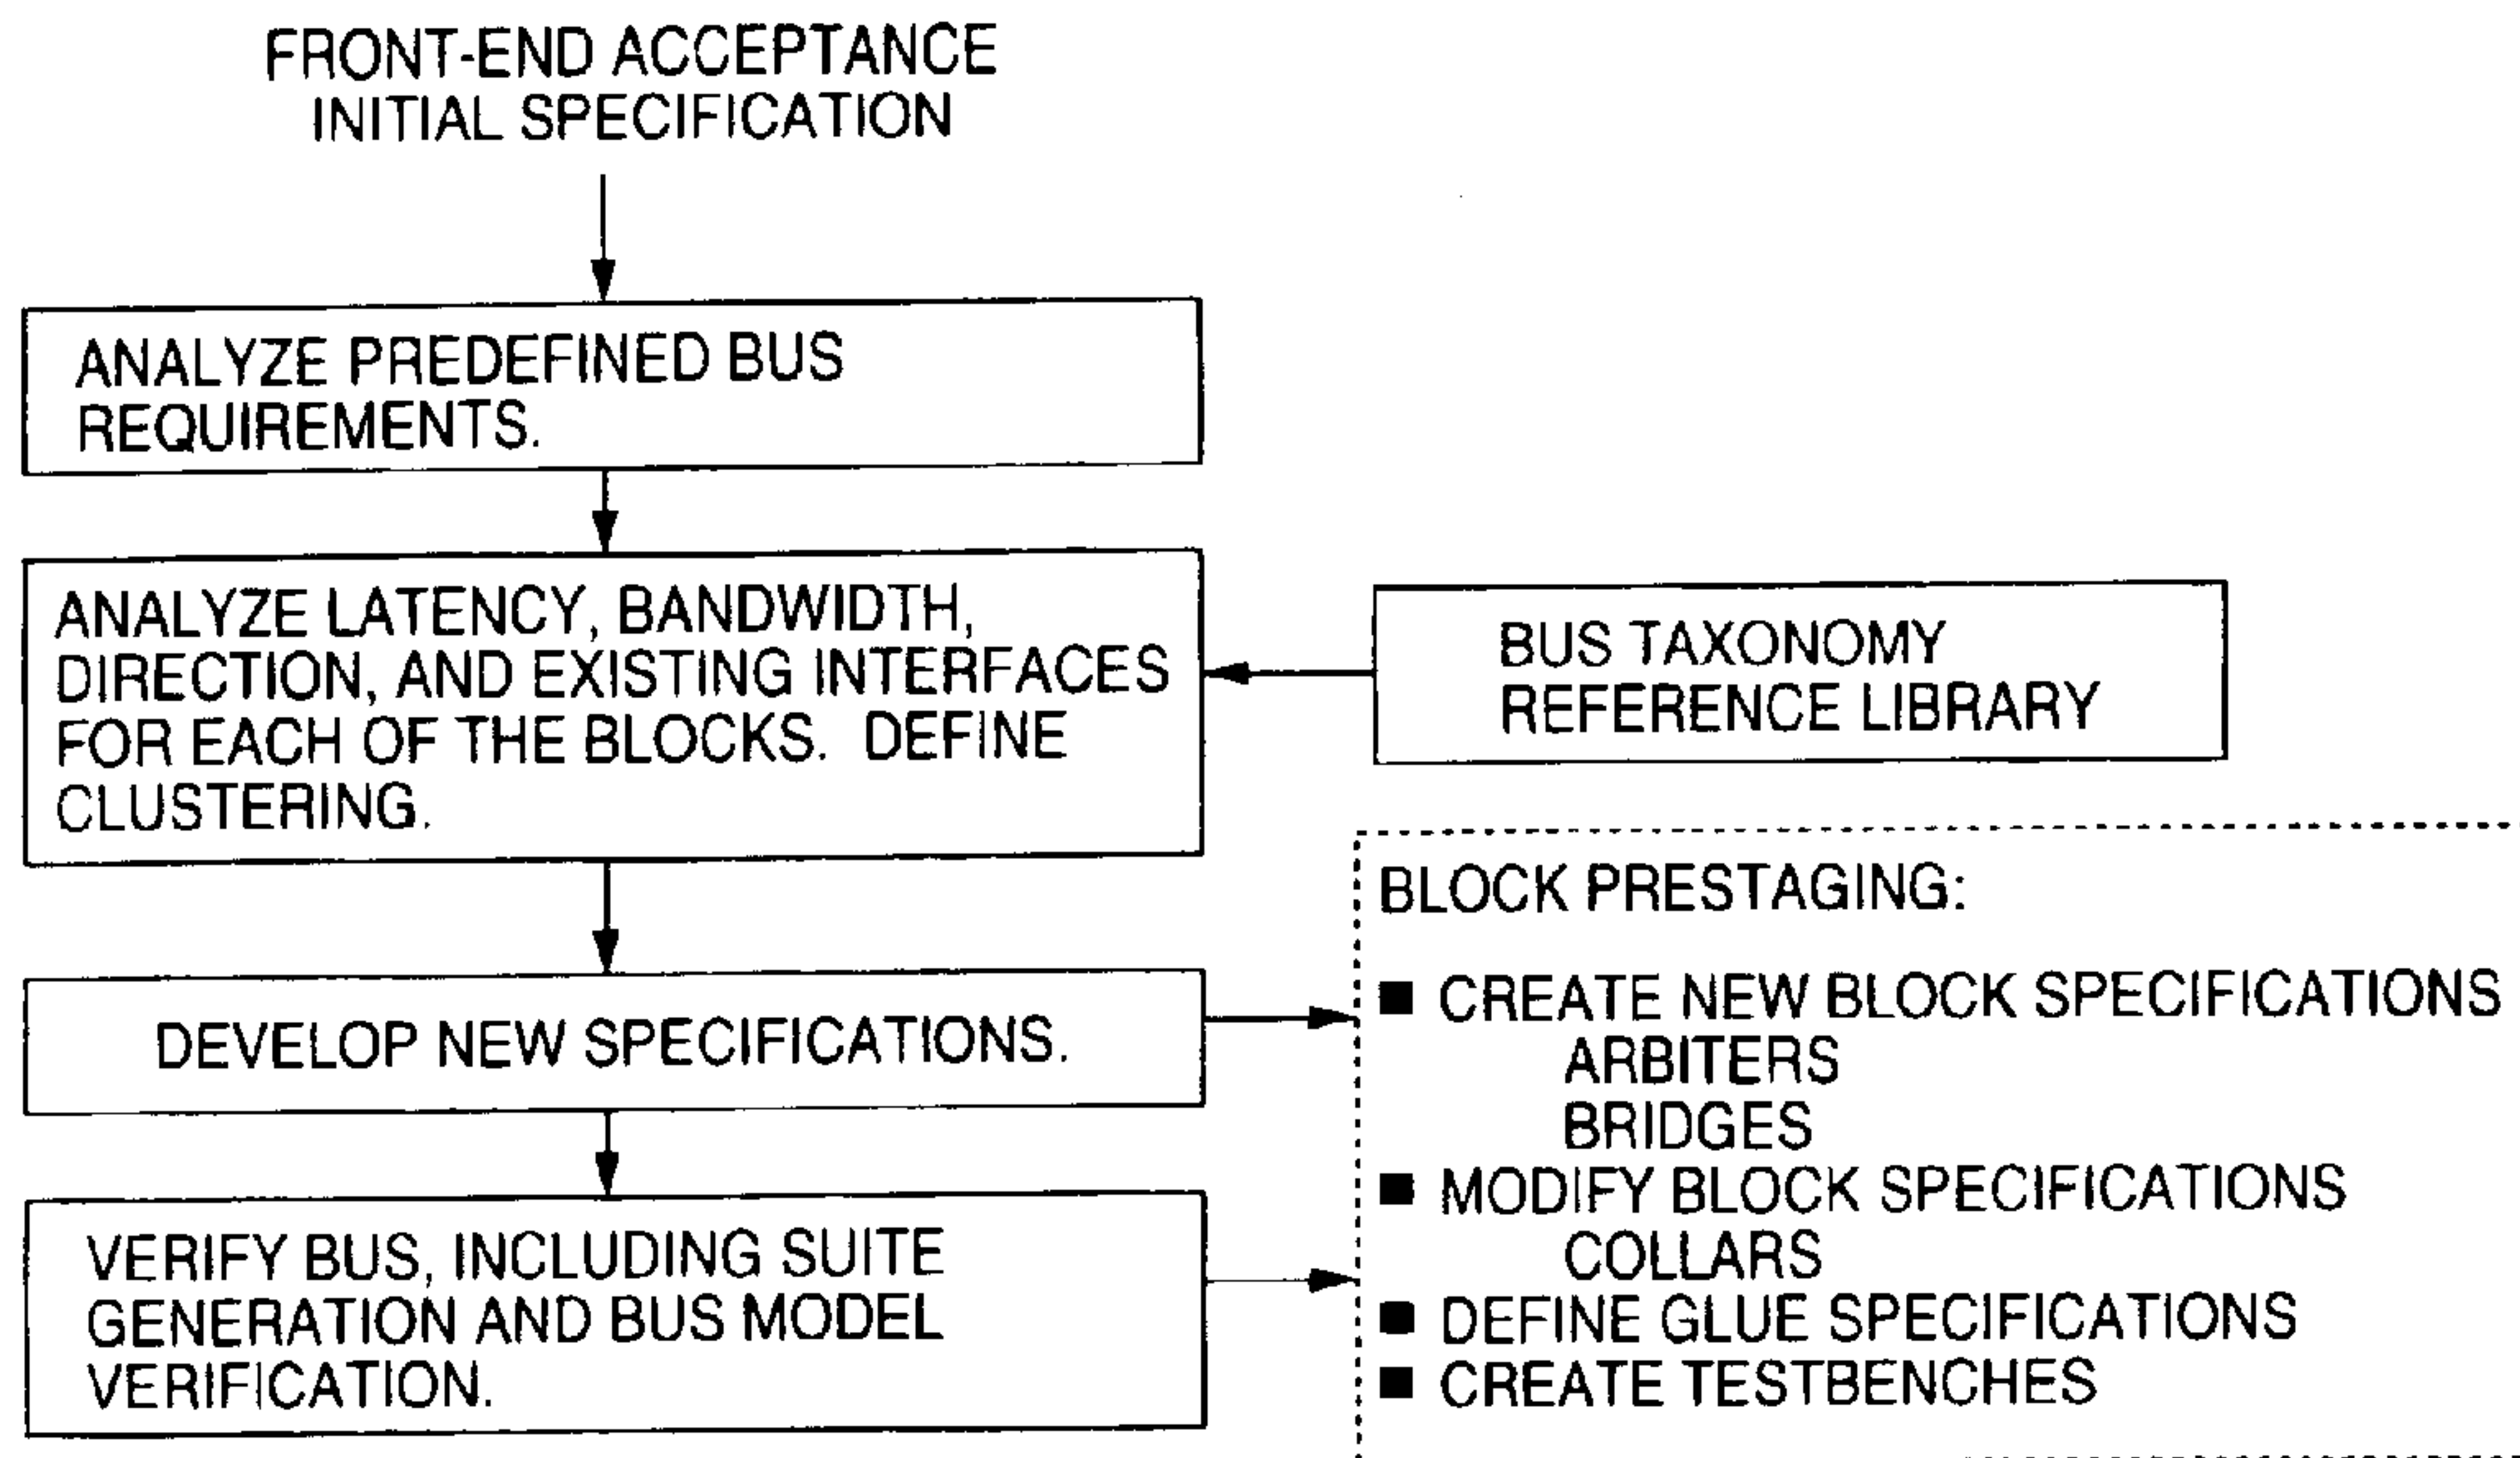 FRONT-END ACCEPTANCE
INITIAL SPECIFICATION
ANALYZE PREDEFINED BUS
REQUIREMENTS.
ANALYZE LATENCY, BANDWIDTH,
DIRECTION, AND EXISTING INTERFACES
FOR EACH OF THE BLOCKS. DEFINE
CLUSTERING.
BUS TAXONOMY
REFERENCE LIBRARY
DEVELOP NEW SPECIFICATIONS.
VERIFY BUS, INCLUDING SUITE
GENERATION AND BUS MODEL
VERIFICATION.
BLOCK PRESTAGING:
■ CREATE NEW BLOCK SPECIFICATIONS
ARBITERS
BRIDGES
■ MODIFY BLOCK SPECIFICATIONS
COLLARS
■ DEFINE GLUE SPECIFICATIONS
■ CREATE TESTBENCHES